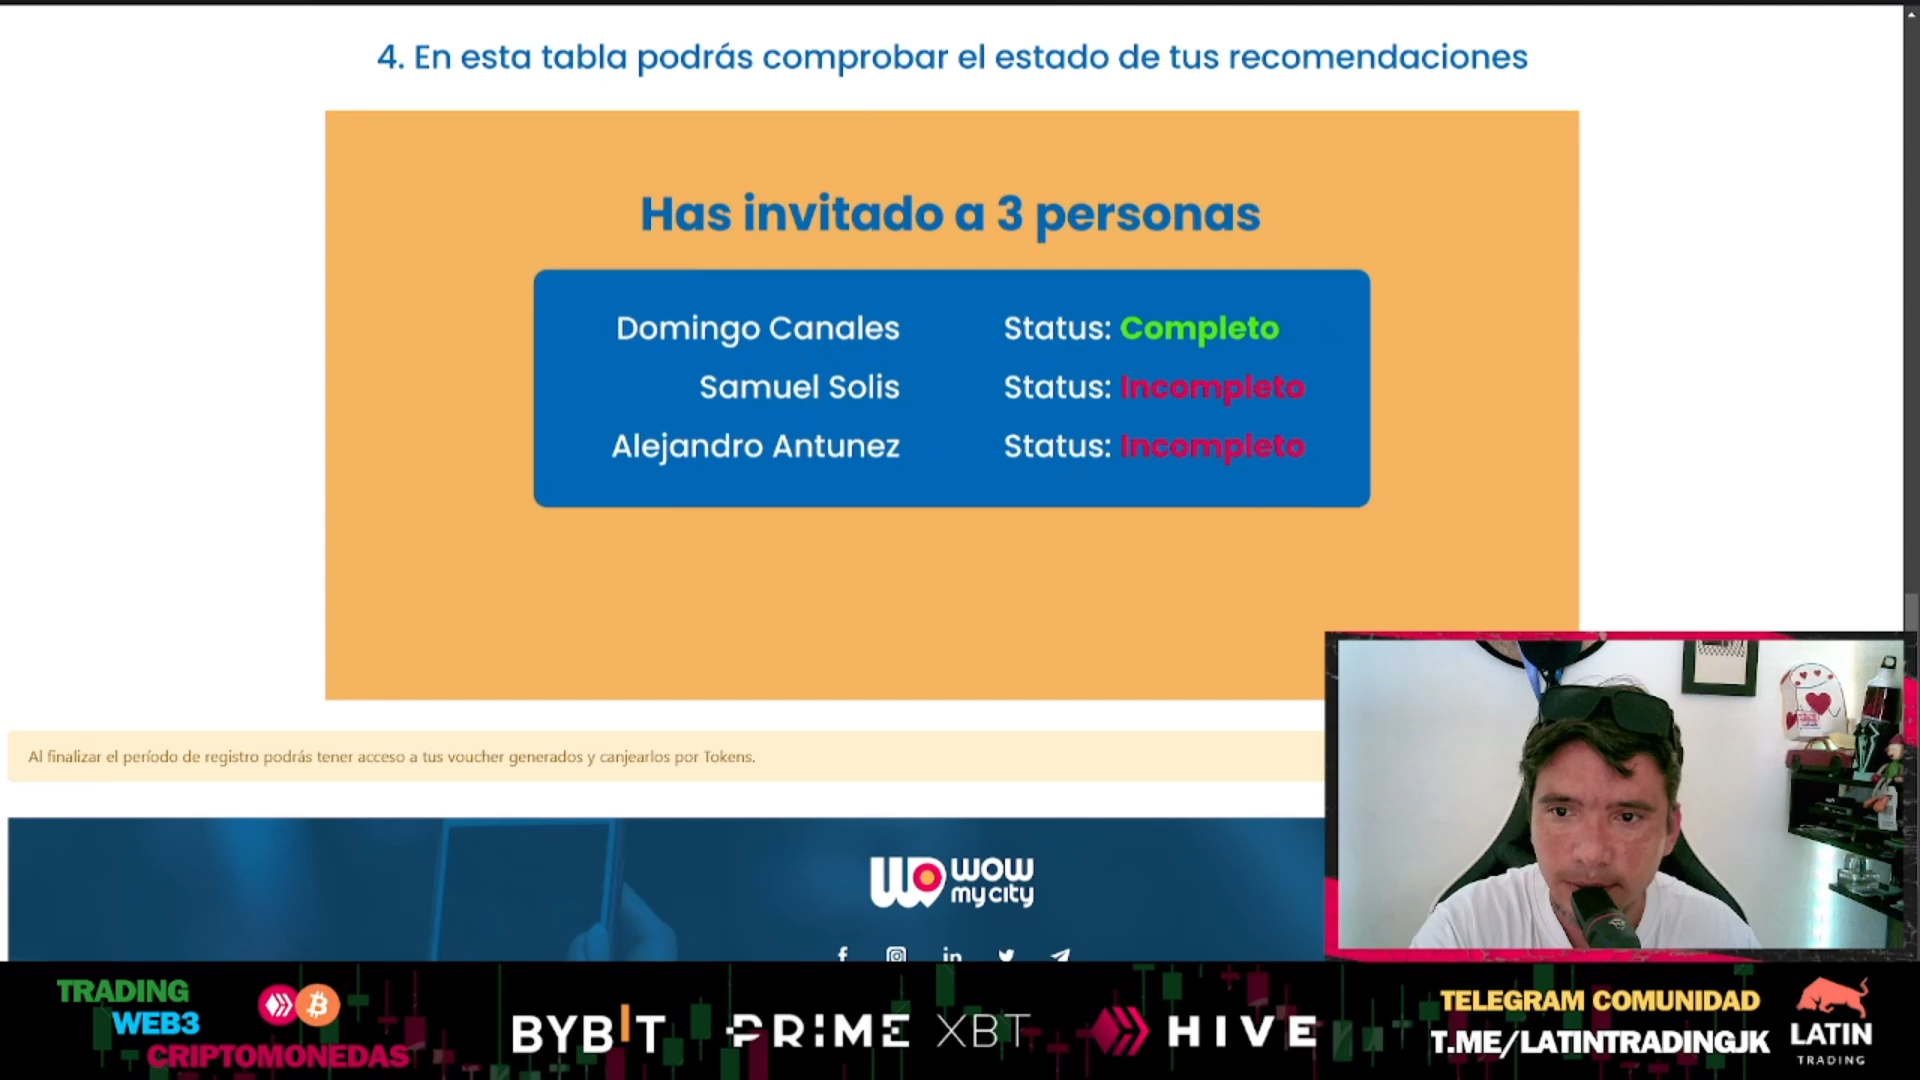 4. En esta tabla podrás comprobar el estado de tus recomendaciones
Has invitado a 3 personas
Domingo Canales Status: Completo
Samuel Solis Status: Incompleto
Alejandro Antunez Status: Incompleto
Al finalizar el período de registro podrás tener acceso a tus voucher generados y canjearlos por Tokens.
WOW
my city
TRADING
WEB3
CRIPTOMONEDAS
BYBIT
PRIME XBT
HIVE
TELEGRAM COMUNIDAD
T.ME/LATINTRADINGJK
LATIN
TRADING